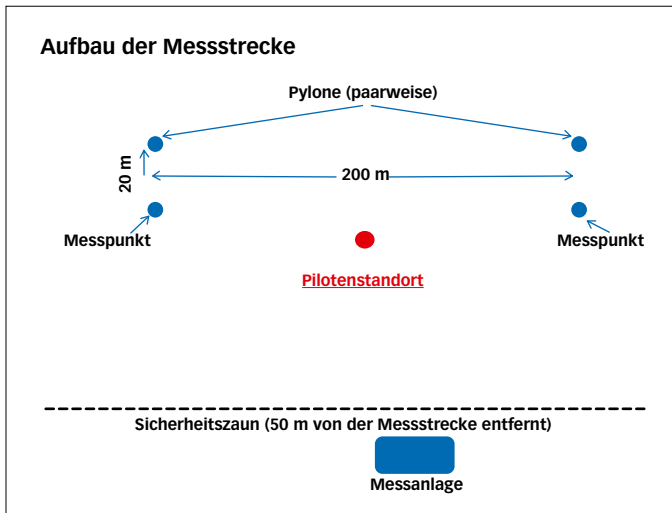 Aufbau der Messstrecke
Pylone (paarweise)
20 m
200 m
Messpunkt
Messpunkt
Pilotenstandort
Sicherheitszaun (50 m von der Messstrecke entfernt)
Messanlage